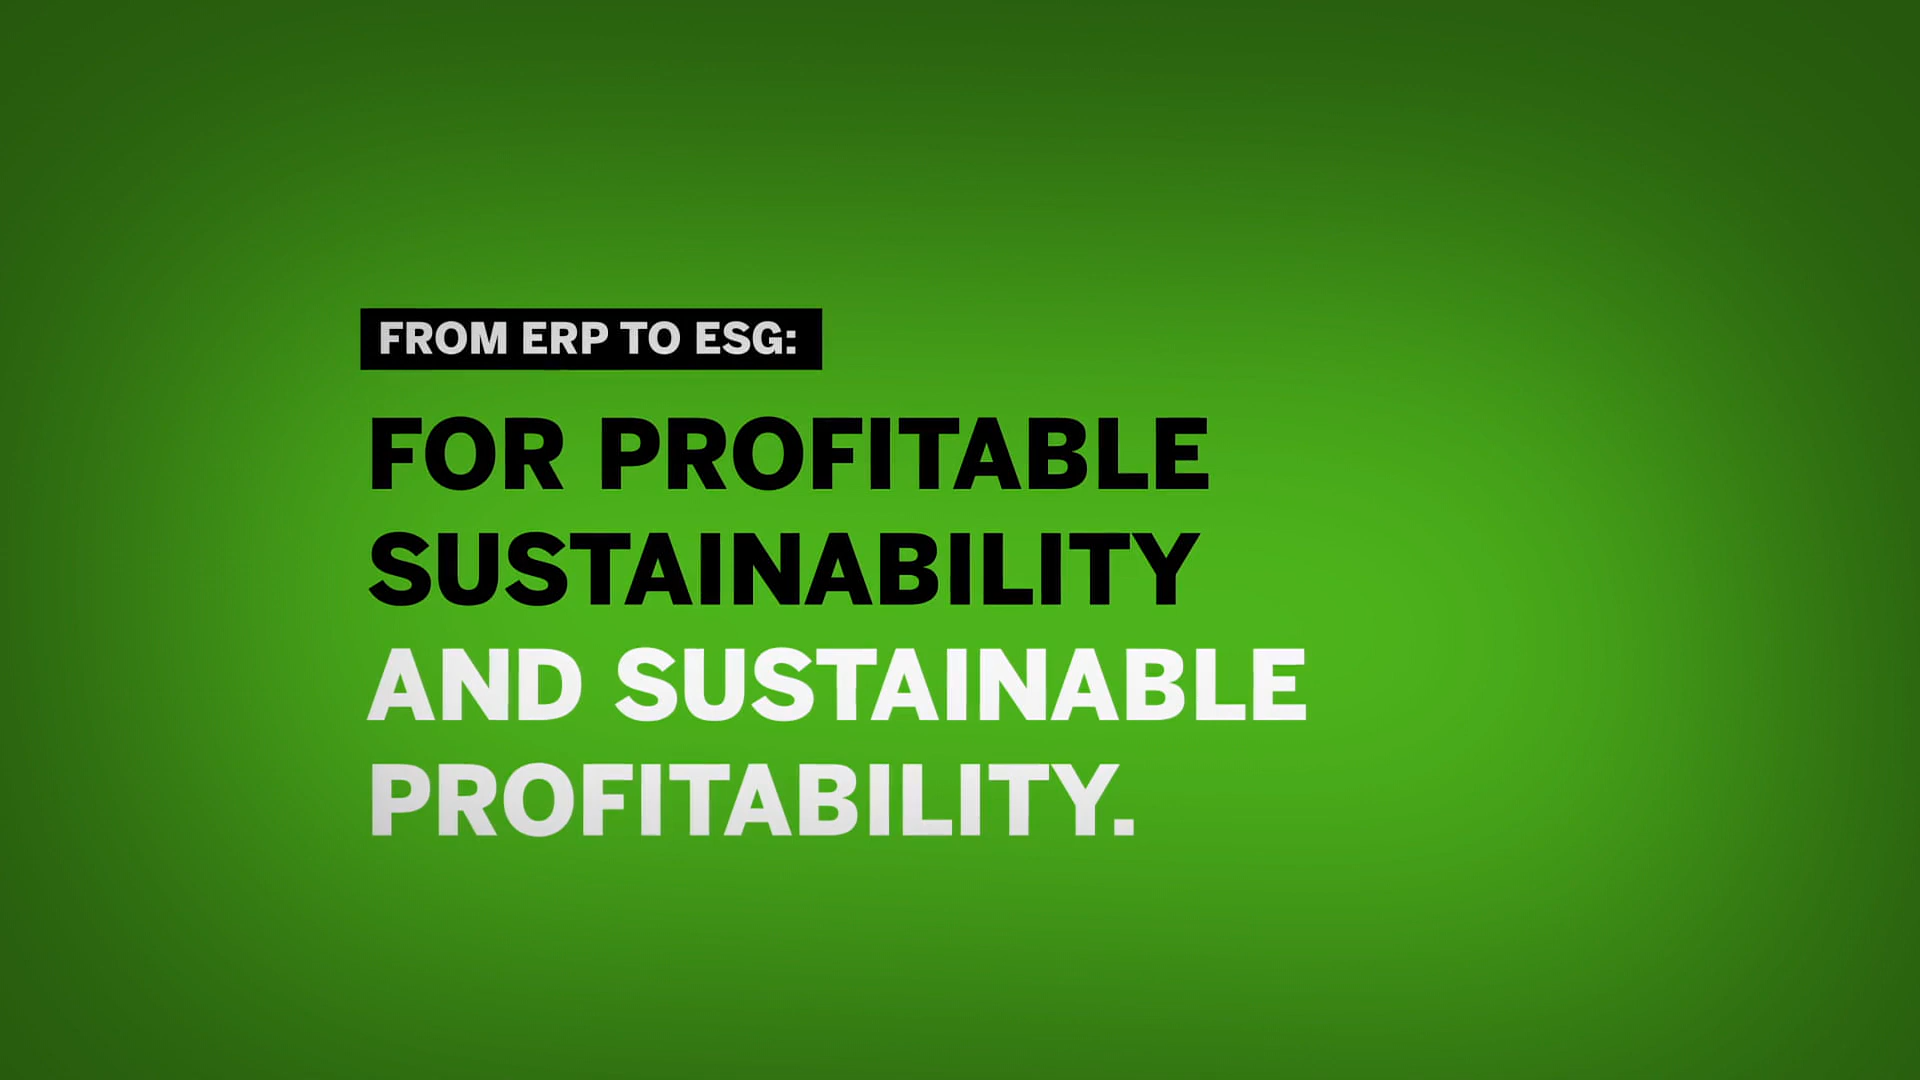 FROM ERP TO ESG:
FOR PROFITABLE
SUSTAINABILITY
AND SUSTAINABLE
PROFITABILITY.